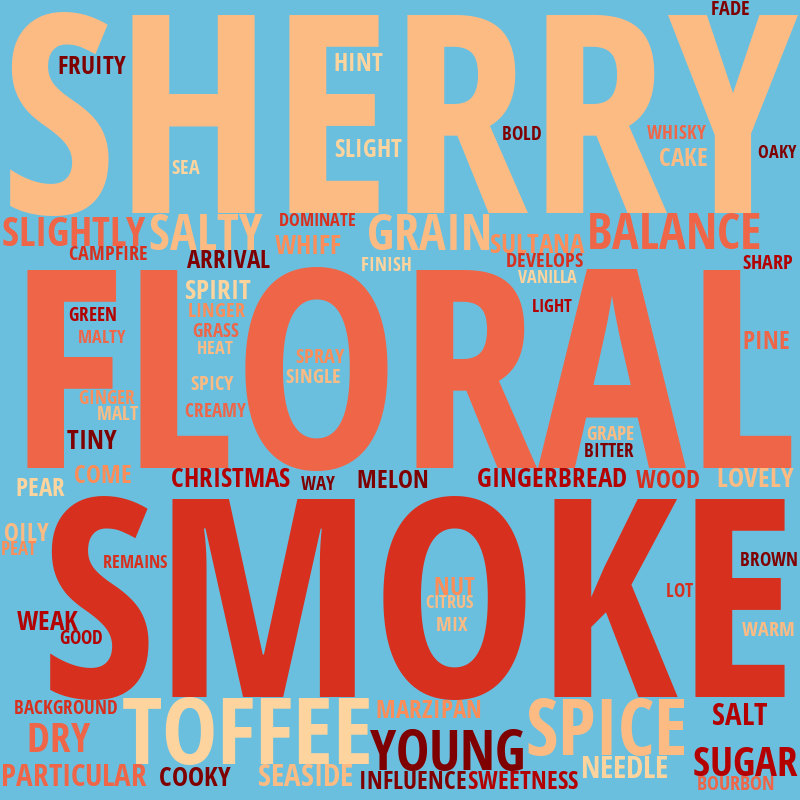 FADE
SHERRY
FRUITY
HINT
BOLD
WHISKY
SLIGHT
CAKE
OAKY
SEA
SLIGHTLY
SALTY
DOMINATE
GRAIN
BALANCE
WHIFF
SULTANA
CAMPFIRE
ARRIVAL
FINISH
DEVELOPS
SHARP
VANILLA
FLORAL
SPIRIT
LINGER
LIGHT
GREEN
GRASS
MALTY
HEAT
PINE
SPRAY
SINGLE
SPICY
GINGER
MALT
CREAMY
TINY
GRAPE
BITTER
COME
CHRISTMAS
WAY
MELON
GINGERBREAD
WOOD
LOVELY
PEAR
SMOKE
OILY
PEAT
REMAINS
BROWN
NUT
LOT
CITRUS
WEAK
GOOD
MIX
WARM
BACKGROUND
TOFFEE
MARZIPAN
SPICE
SALT
DRY
YOUNG
PARTICULAR
COOKY
SEASIDE
INFLUENCE
SWEETNESS
NEEDLE
SUGAR
BOURBON